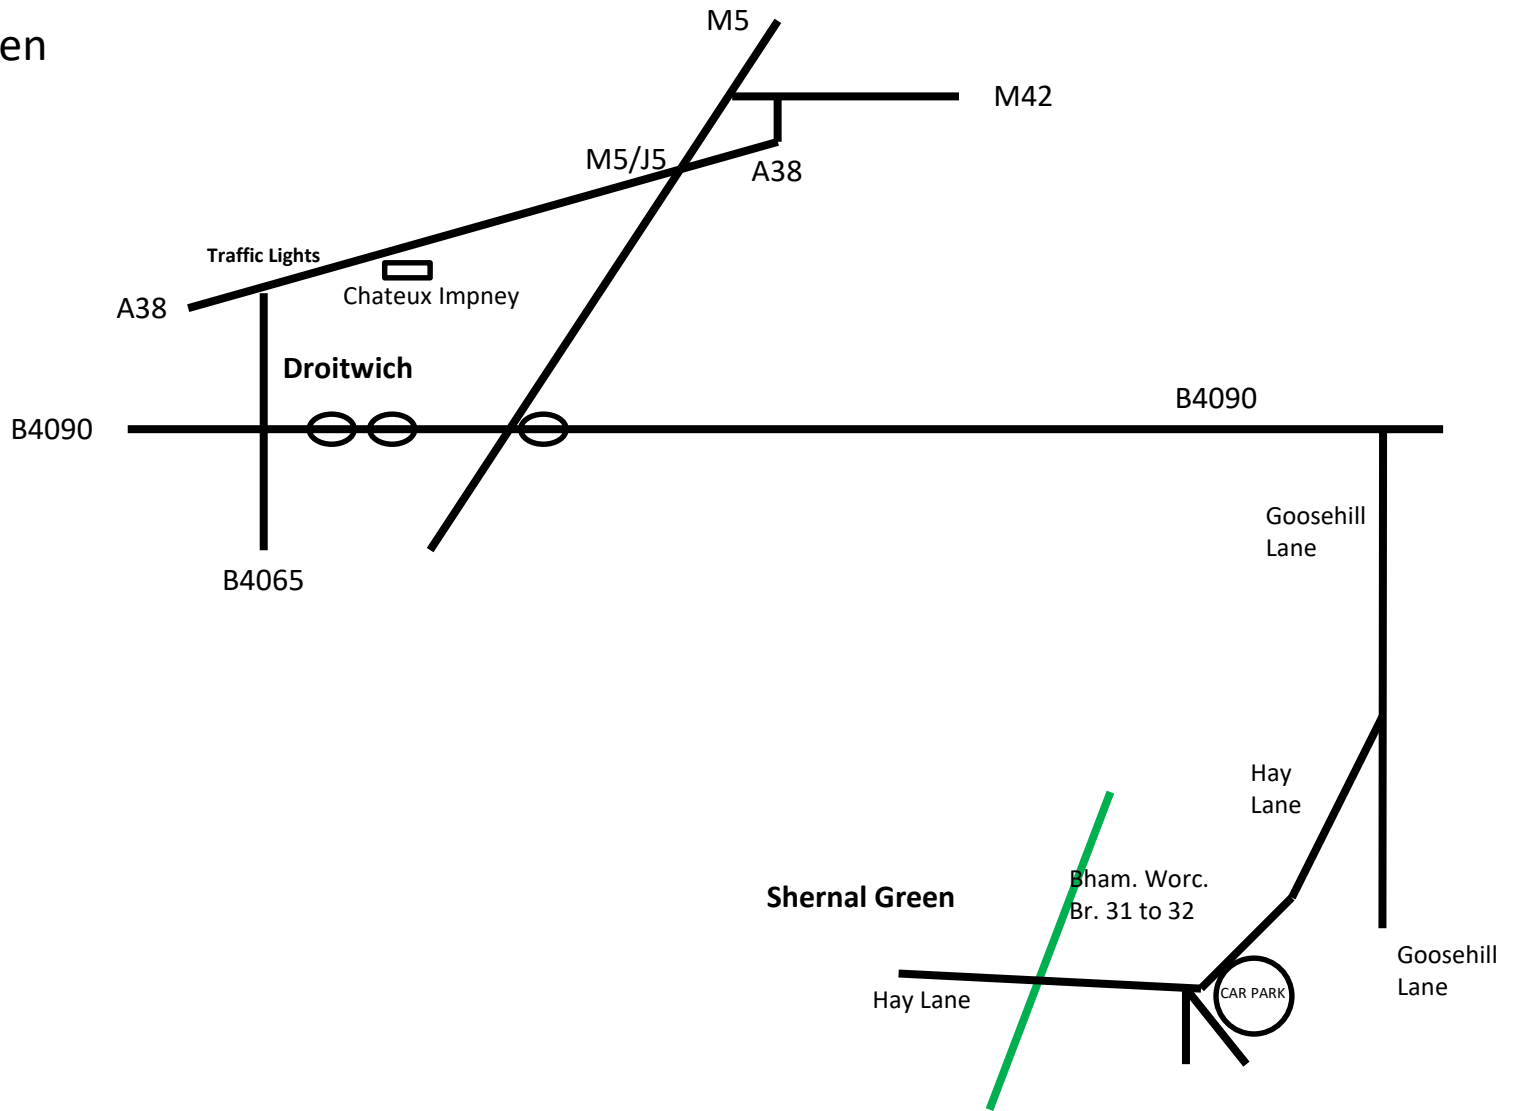 en
M5
M42
M5/J5
A38
Traffic Lights
Chateux Impney
A38
Droitwich
B4090
B4090
Goosehill
Lane
B4065
Hay
Lane
Bham. Worc.
Br. 31 to 32
Shernal Green
Goosehill
Lane
CAR PARK
Hay Lane